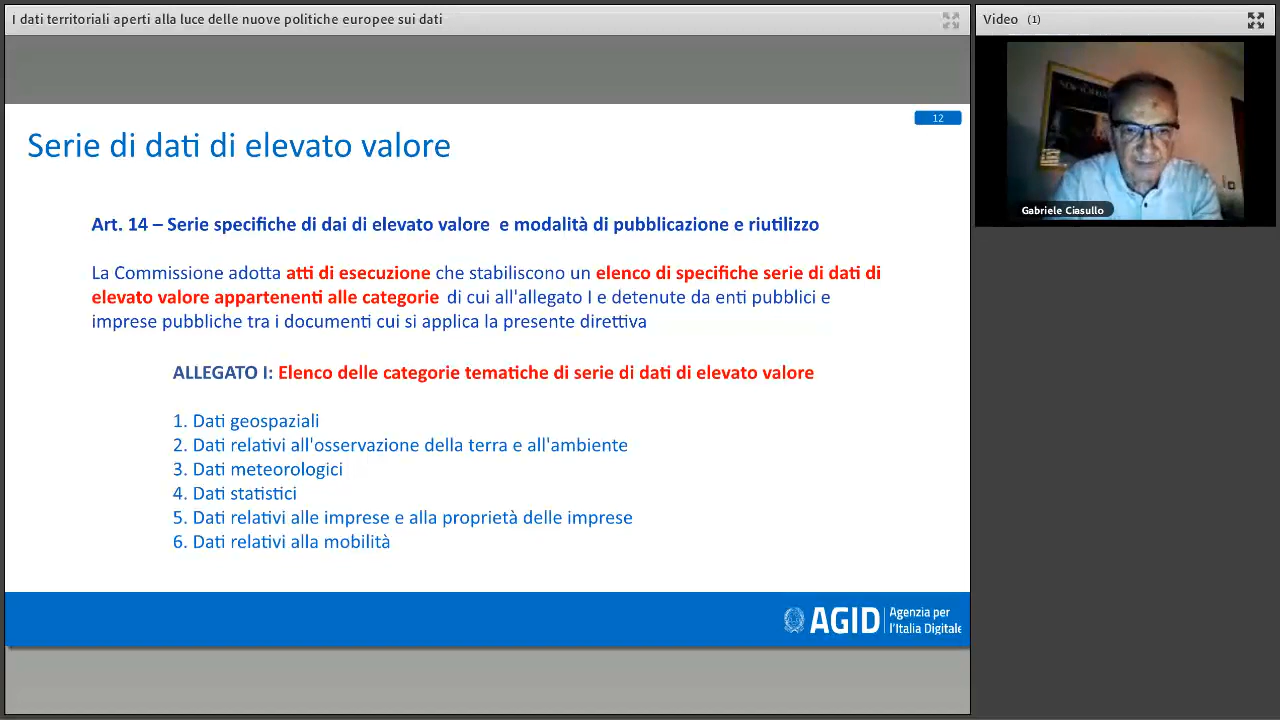 I dati territoriali aperti alla luce delle nuove politiche europee sui dati
Video (1)
Gabriele Ciasullo
12
Serie di dati di elevato valore
Art. 14 – Serie specifiche di dai di elevato valore e modalità di pubblicazione e riutilizzo
La Commissione adotta atti di esecuzione che stabiliscono un elenco di specifiche serie di dati di
elevato valore appartenenti alle categorie di cui all'allegato I e detenute da enti pubblici e
imprese pubbliche tra i documenti cui si applica la presente direttiva
ALLEGATO I: Elenco delle categorie tematiche di serie di dati di elevato valore
1. Dati geospaziali
2. Dati relativi all'osservazione della terra e all'ambiente
3. Dati meteorologici
4. Dati statistici
5. Dati relativi alle imprese e alla proprietà delle imprese
6. Dati relativi alla mobilità
AGID
Agenzia per
l'Italia Digitale